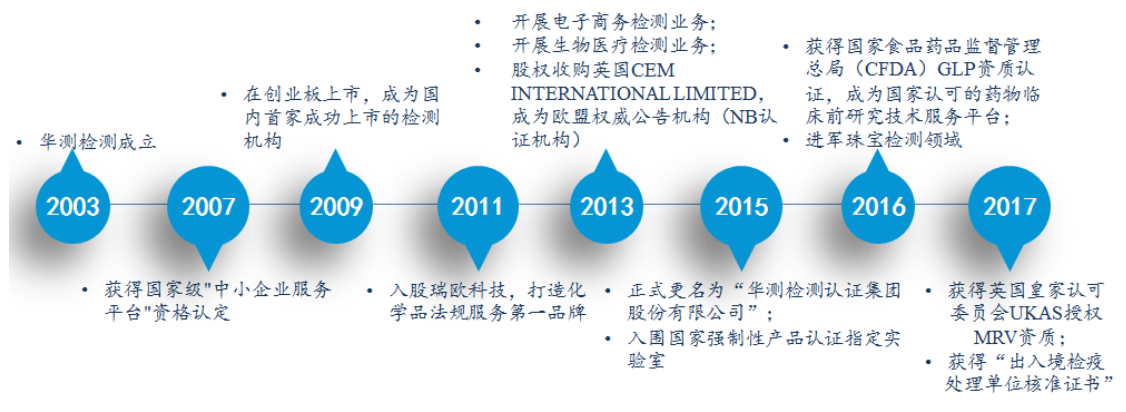 • 开展电子商务检测业务；
• 开展生物医疗检测业务；
• 股权收购英国CEM
INTERNATIONAL LIMITED，
成为欧盟权威公告机构（NB认
证机构）
• 获得国家食品药品监督管理
总局（CFDA）GLP资质认
证，成为国家认可的药物临
床前研究技术服务平台；
• 进军珠宝检测领域
• 在创业板上市，成为国
内首家成功上市的检测
机构
• 华测检测成立
2003
2007
2009
2011
2013
2015
2016
2017
• 获得国家级"中小企业服务
平台"资格认定
• 入股瑞欧科技，打造化
学品法规服务第一品牌
• 正式更名为“华测检测认证集团
股份有限公司”；
• 入围国家强制性产品认证指定实
验室
• 获得英国皇家认可
委员会UKAS授权
MRV资质；
• 获得“出入境检疫
处理单位核准证书”